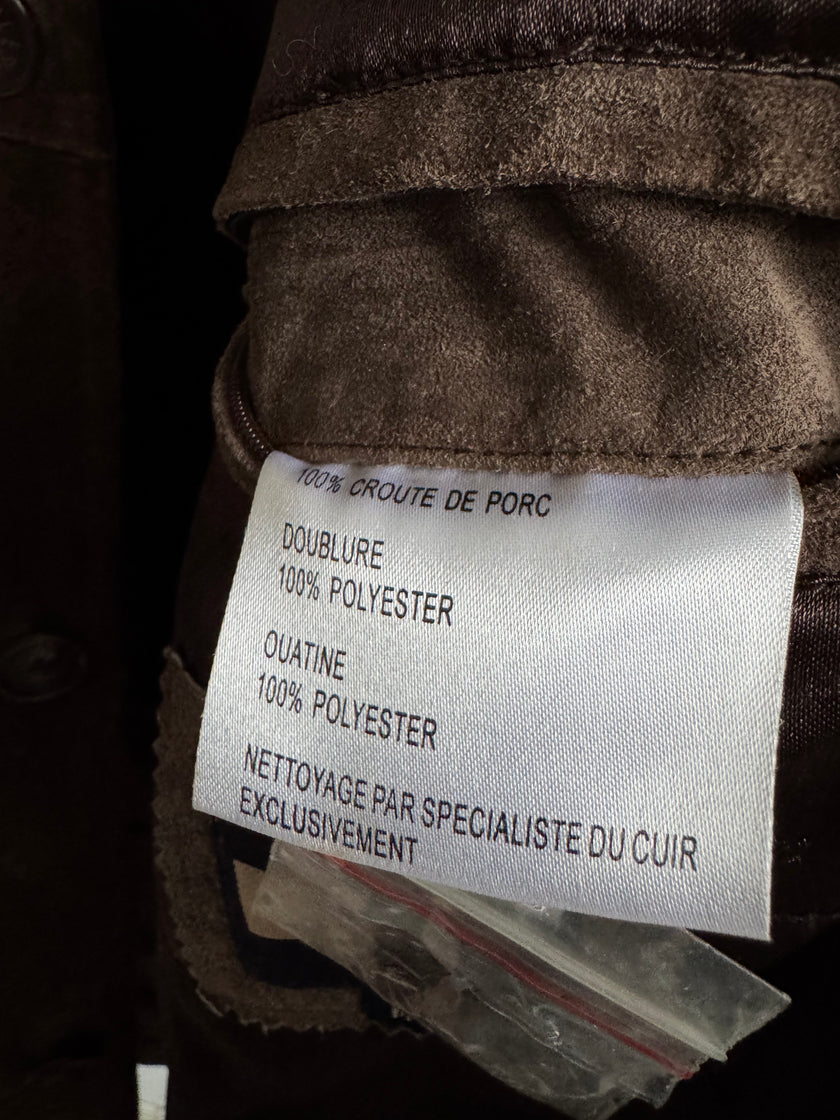 100% CROUTE DE PORC
DOUBLURE
100% POLYESTER
OUATINE
100% POLYESTER
NETTOYAGE PAR SPECIALISTE DU CUIR
EXCLUSIVEMENT